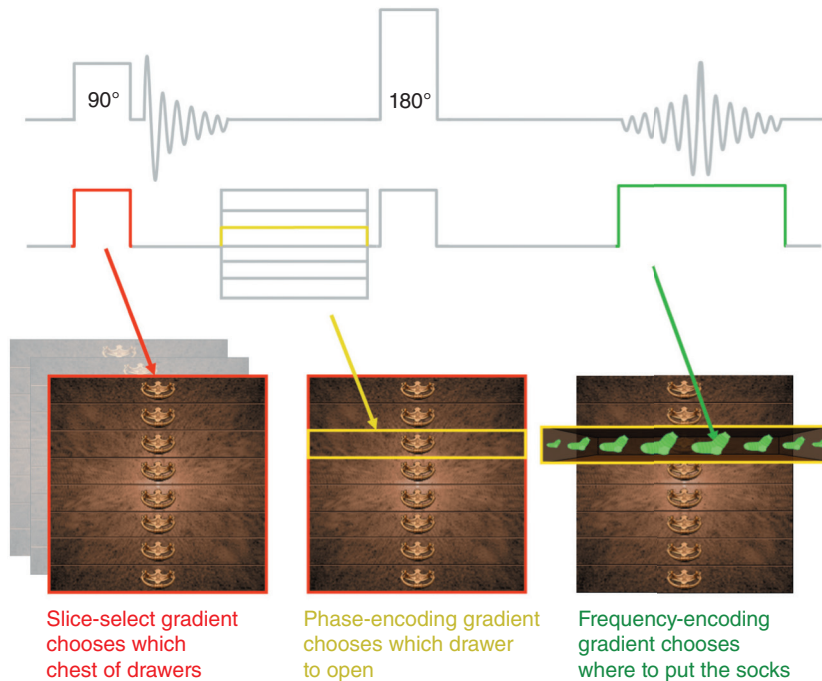 90°
180°
Slice-select gradient
chooses which
chest of drawers
Phase-encoding gradient
chooses which drawer
to open
Frequency-encoding
gradient chooses
where to put the socks